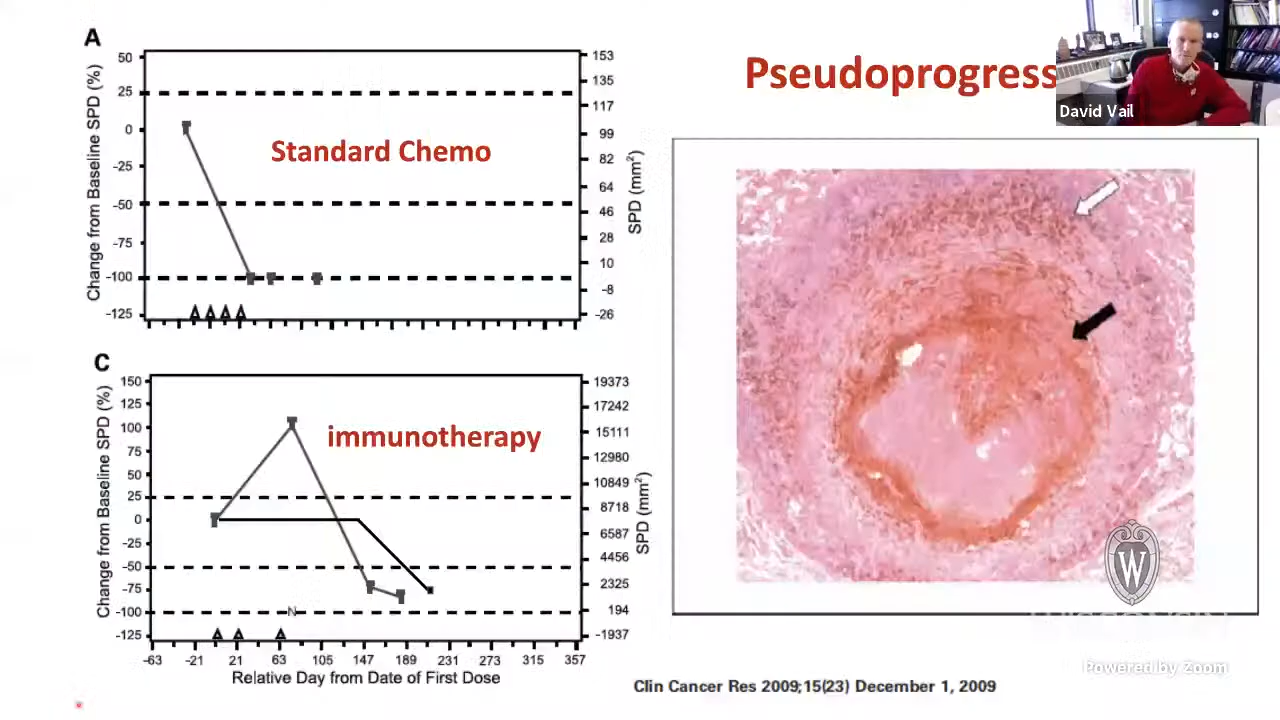 A
Change from Baseline SPD (%)
50
25
0
-25
-50
-75
-100
-125
Standard Chemo
153
135
117
99
82
64
46
28
10
-8
-26
SPD (mm²)
C
Change from Baseline SPD (%)
150
125
100
75
50
25
0
-25
-50
-75
-100
-125
immunotherapy
N
19373
17242
15111
12980
10849
8718
6587
4456
2325
194
-1937
SPD (mm²)
-63 -21 21 63 105 147 189 231 273 315 357
Relative Day from Date of First Dose
Pseudoprogress
David Vail
W
Clin Cancer Res 2009;15(23) December 1, 2009
Powered by Zoom